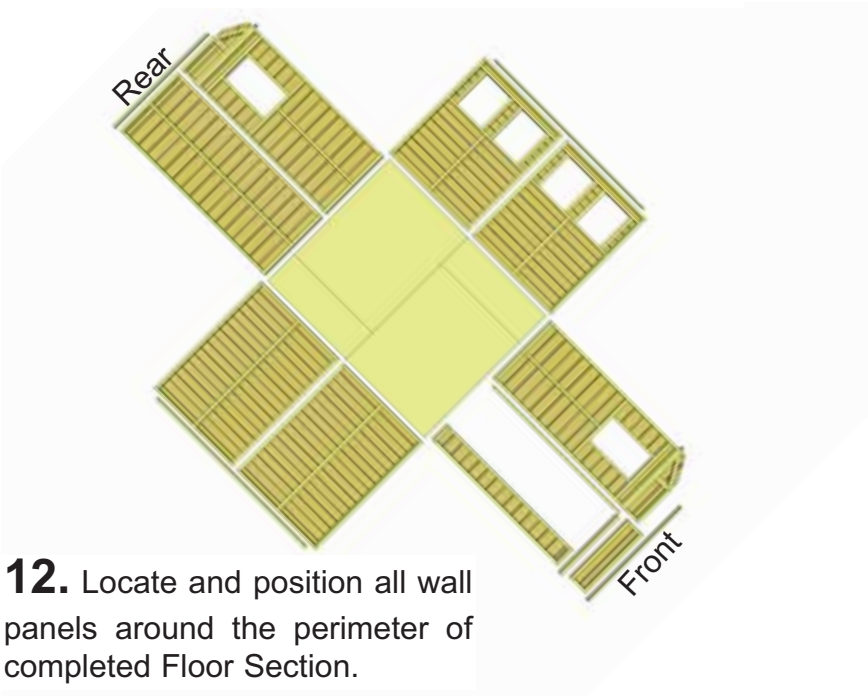 Rear
Front
12. Locate and position all wall
panels around the perimeter of
completed Floor Section.